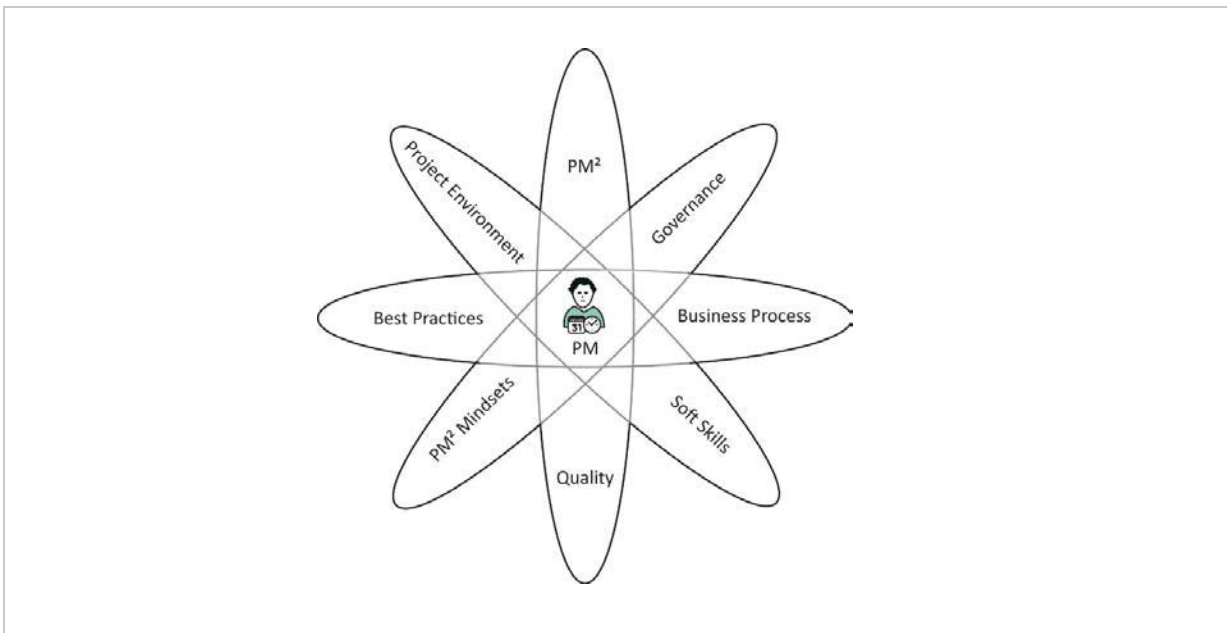 PM²
Project Environment
Governance
Best Practices
31
PM
Business Process
PM² Mindsets
Soft Skills
Quality